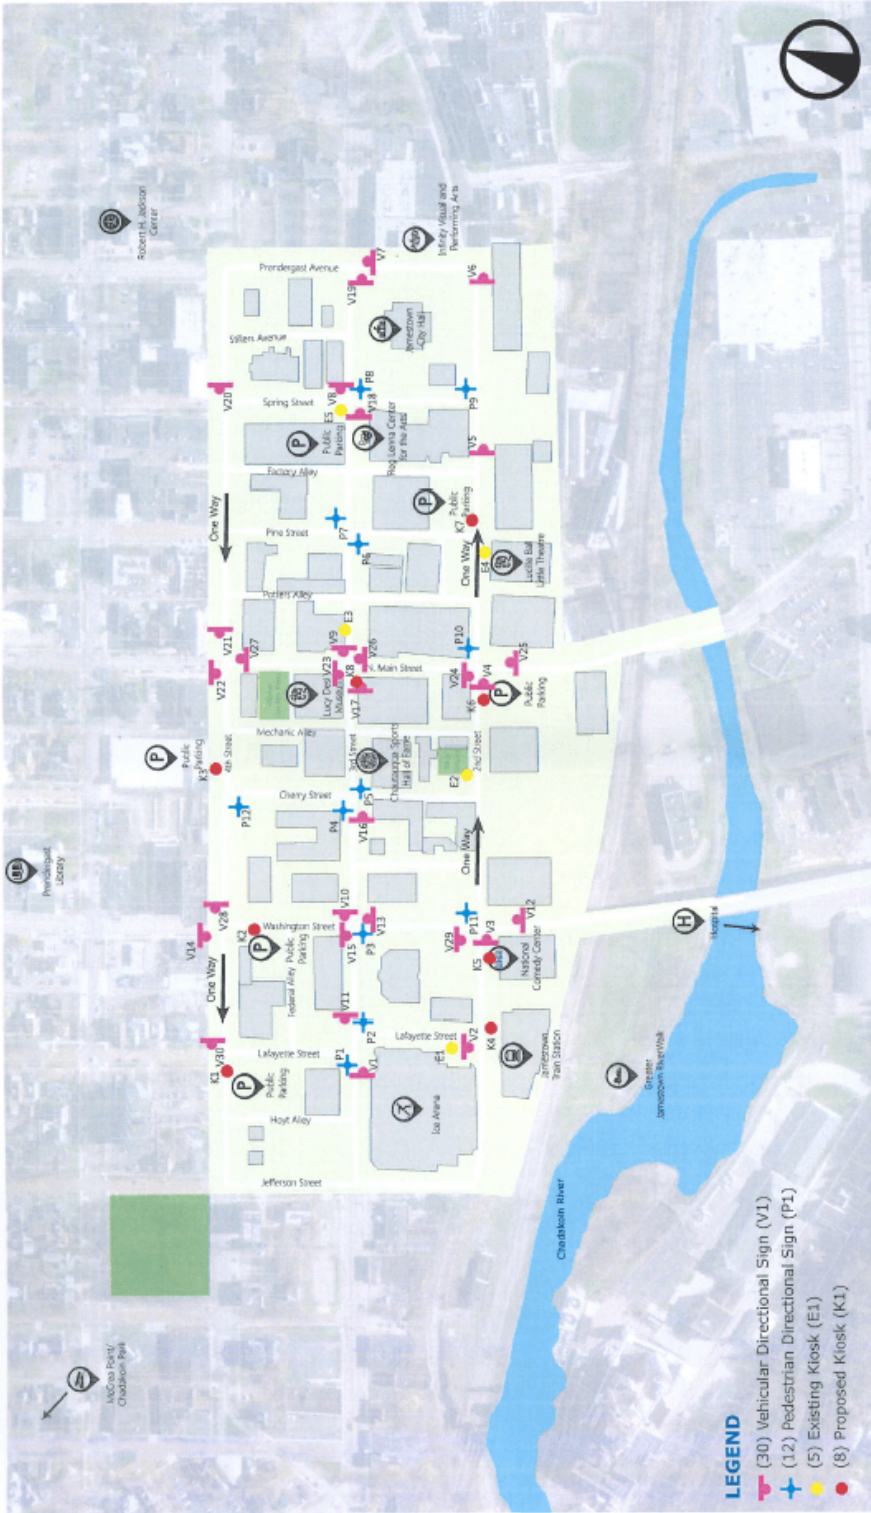 McCrea Point/
Chadakoin Park
Prendergast
Library
Robert H. Jackson
Center
P
Public
Parking
K3
4th Street
K1
V30
One Way
V14
V28
V22
V21
One Way
V20
P
Public
Parking
K2
P
Public
Parking
P12
V27
Jefferson Street
Hoyt Alley
Lafayette Street
Federal Alley
Washington Street
Cherry Street
Mechanic Alley
Potters Alley
Pine Street
Factory Alley
Spring Street
Stillers Avenue
Prendergast Avenue
P
Public
Parking
P1
V11
V15
V10
P4
V23
V9
E3
P7
E5
V8
V1
P2
P3
V13
V16
P5
3rd Street
V17
K8
V26
P6
V18
P8
V19
V7
Ice Arena
Chautauqua Sports
Hall of Fame
N. Main Street
Reg Lenna Center
for the Arts
Jamestown
City Hall
Infinity Visual and
Performing Arts
Lafayette Street
E1
V2
V29
P11
One Way
E2
2nd Street
V24
P10
One Way
K7
P
Public
Parking
V5
P9
V6
K4
K5
V3
K6
V4
E4
Jamestown
Train Station
National
Comedy Center
V12
P
Public
Parking
V25
Lucille Ball
Little Theatre
Chadakoin River
Greater
Jamestown RiverWalk
H
Hospital
LEGEND
(30) Vehicular Directional Sign (V1)
(12) Pedestrian Directional Sign (P1)
(5) Existing Kiosk (E1)
(8) Proposed Kiosk (K1)